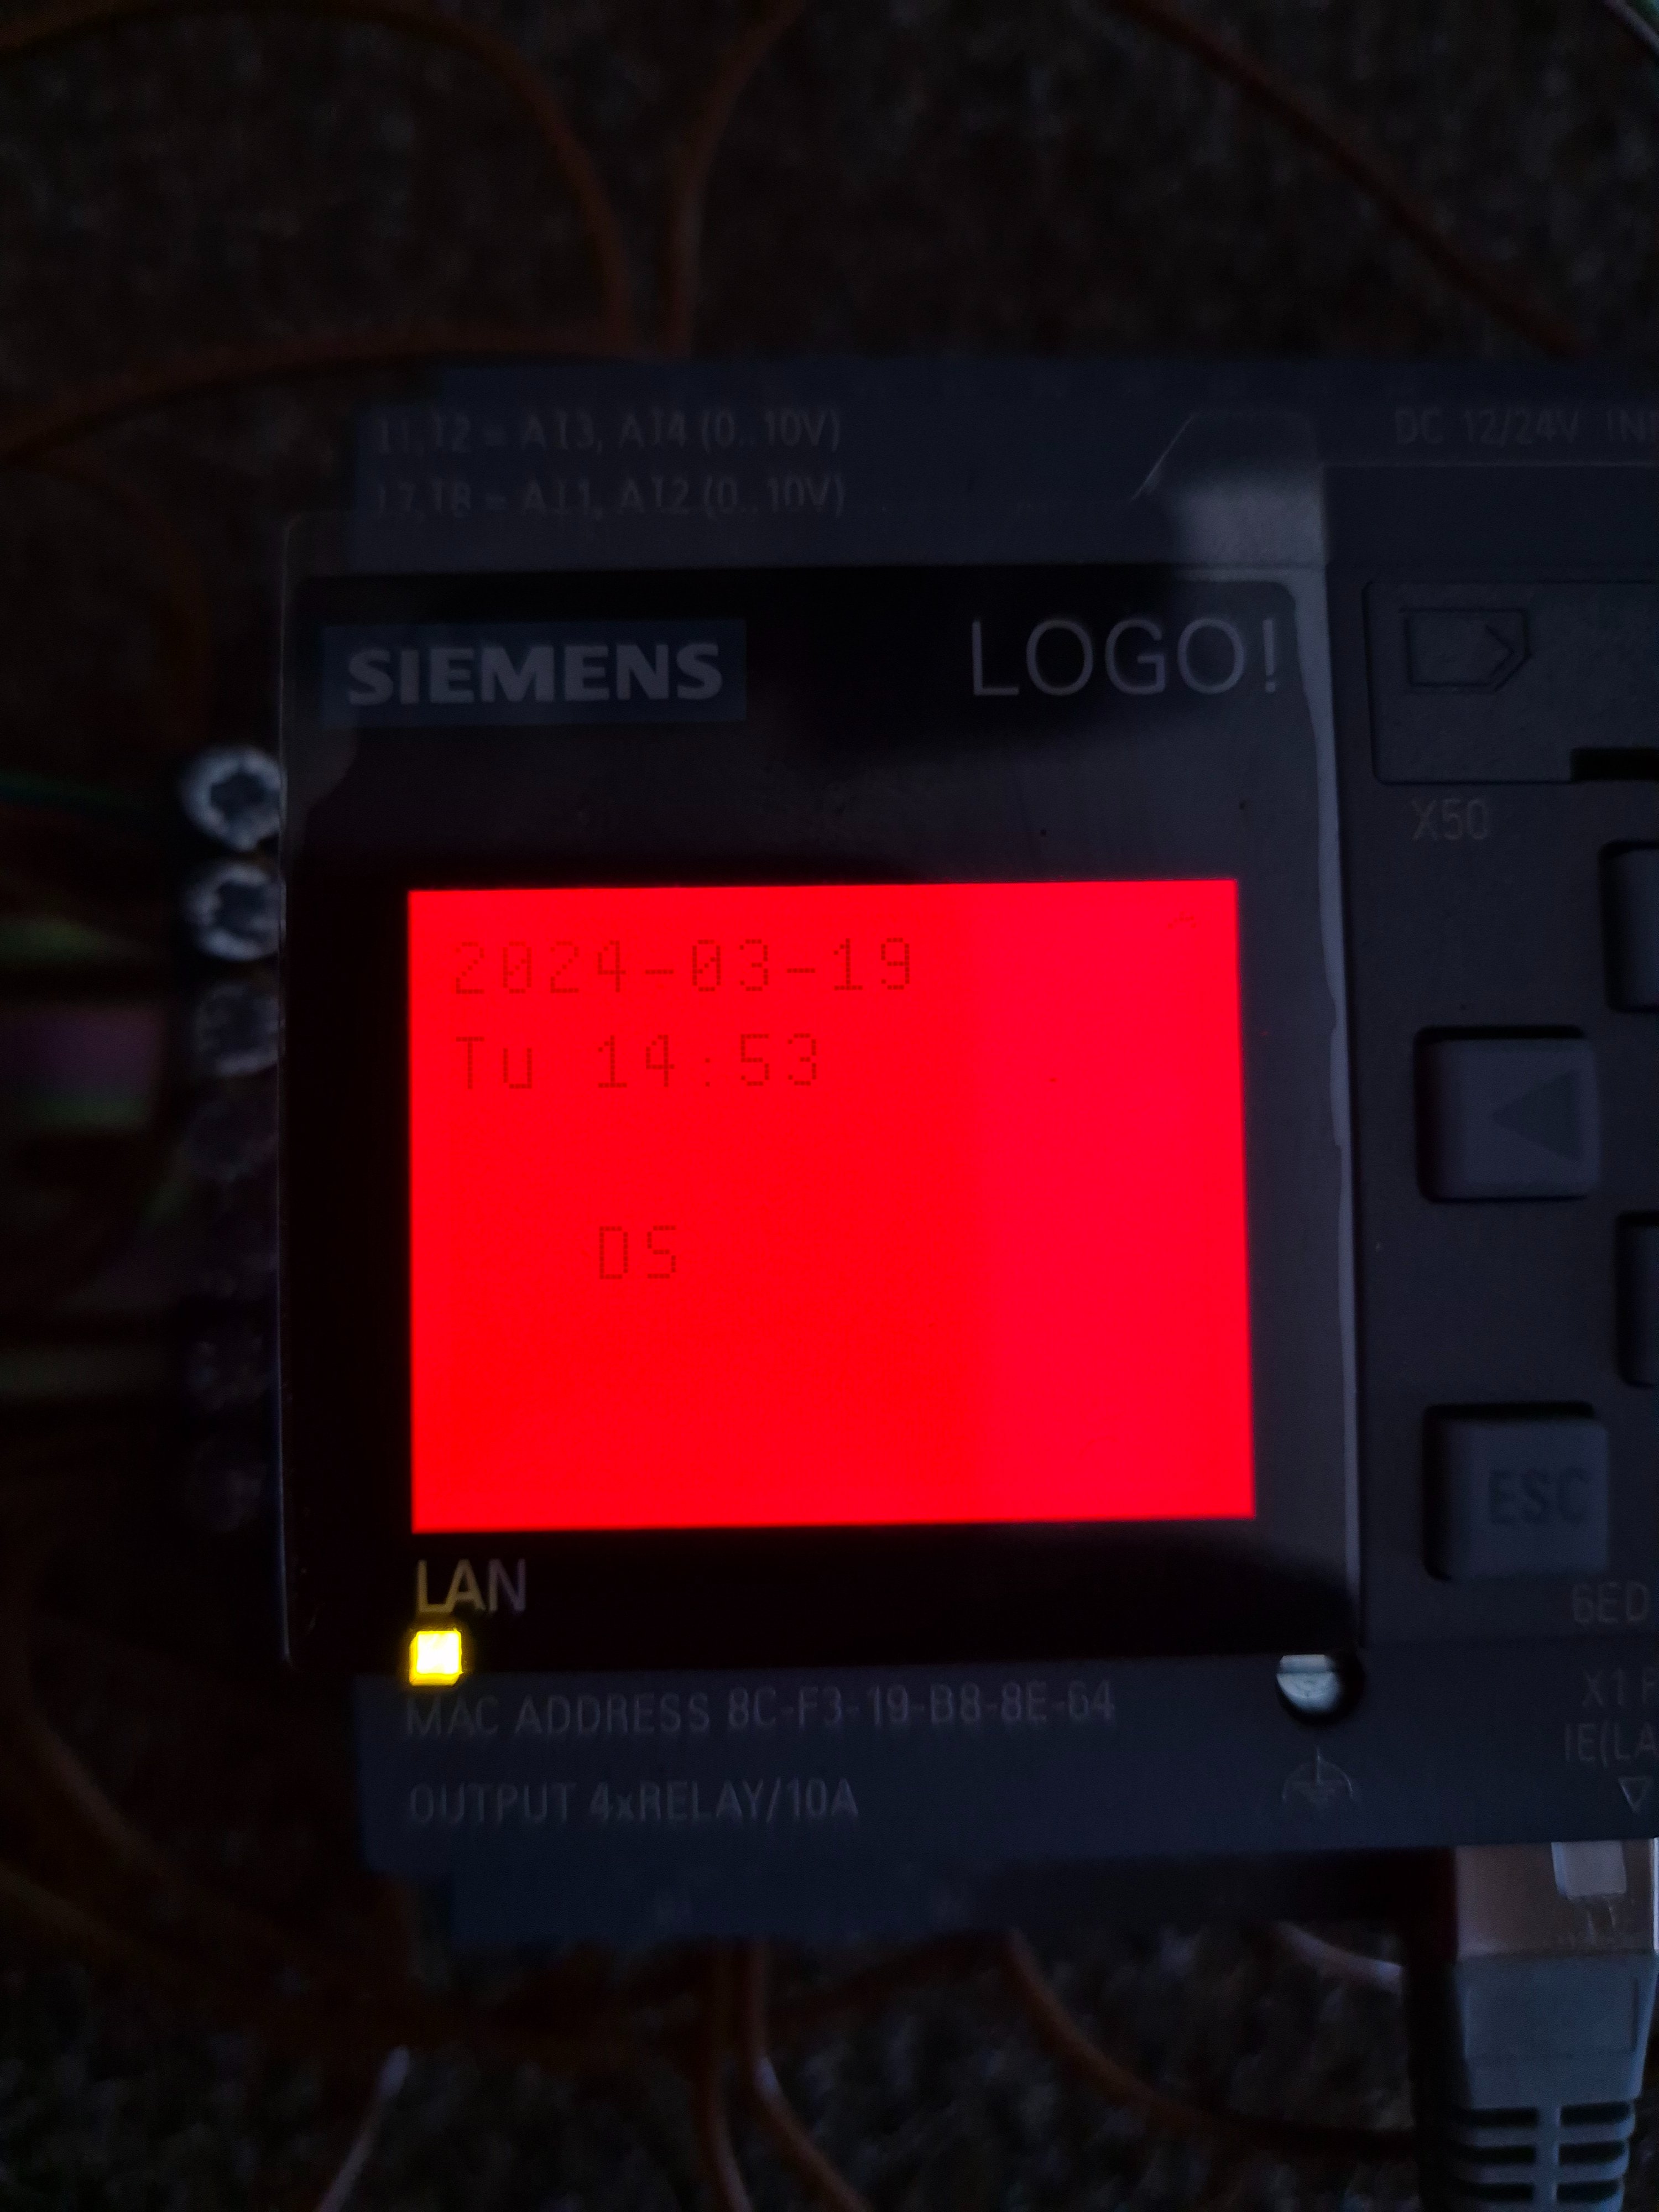 I1,I2 = AI3, AI4 (0..10V)
I7,I8 = AI1, AI2 (0..10V)
DC 12/24V
SIEMENS
LOGO!
X50
2024-03-19
Tu 14:53
DS
ESC
LAN
6ED
MAC ADDRESS 8C-F3-19-B8-8E-64
X1
OUTPUT 4xRELAY/10A